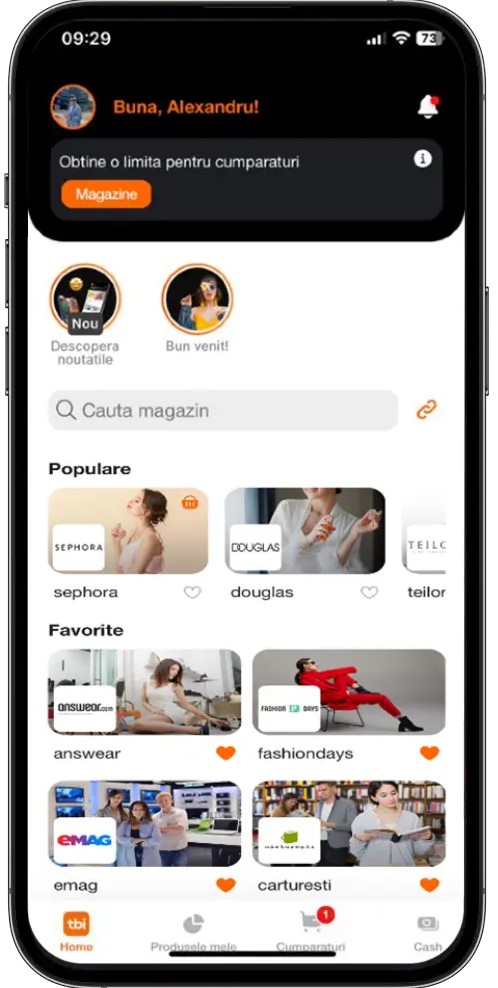 09:29
73
Buna, Alexandru!
Obtine o limita pentru cumparaturi
i
Magazine
Nou
Descopera
noutatile
Bun venit!
Cauta magazin
Populare
SEPHORA
DOUGLAS
TEILO
sephora
douglas
teilor
Favorite
answear.com
FASHION DAYS
answear
fashiondays
eMAG
carturesti
emag
carturesti
tbi
1
Home
Produsele mele
Cumparaturi
Cash